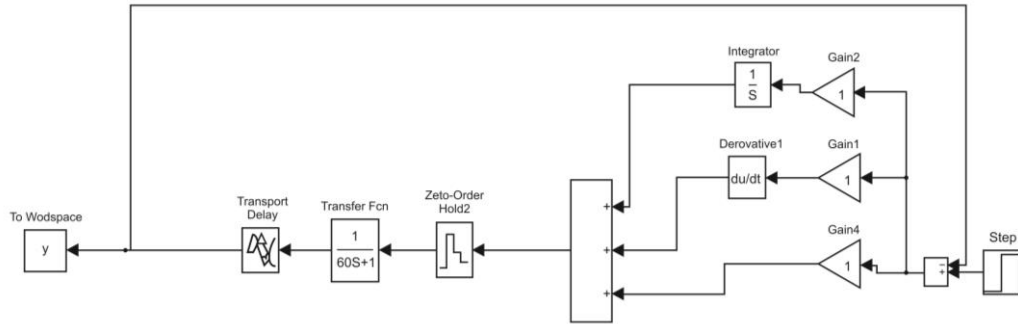 Integrator
Gain2
1
S
1
+
Derovative1
Gain1
du/dt
1
+
Zeto-Order
Hold2
Transport
Delay
Transfer Fcn
1
60S+1
To Wodspace
y
Gain4
1
+
Step
−
+